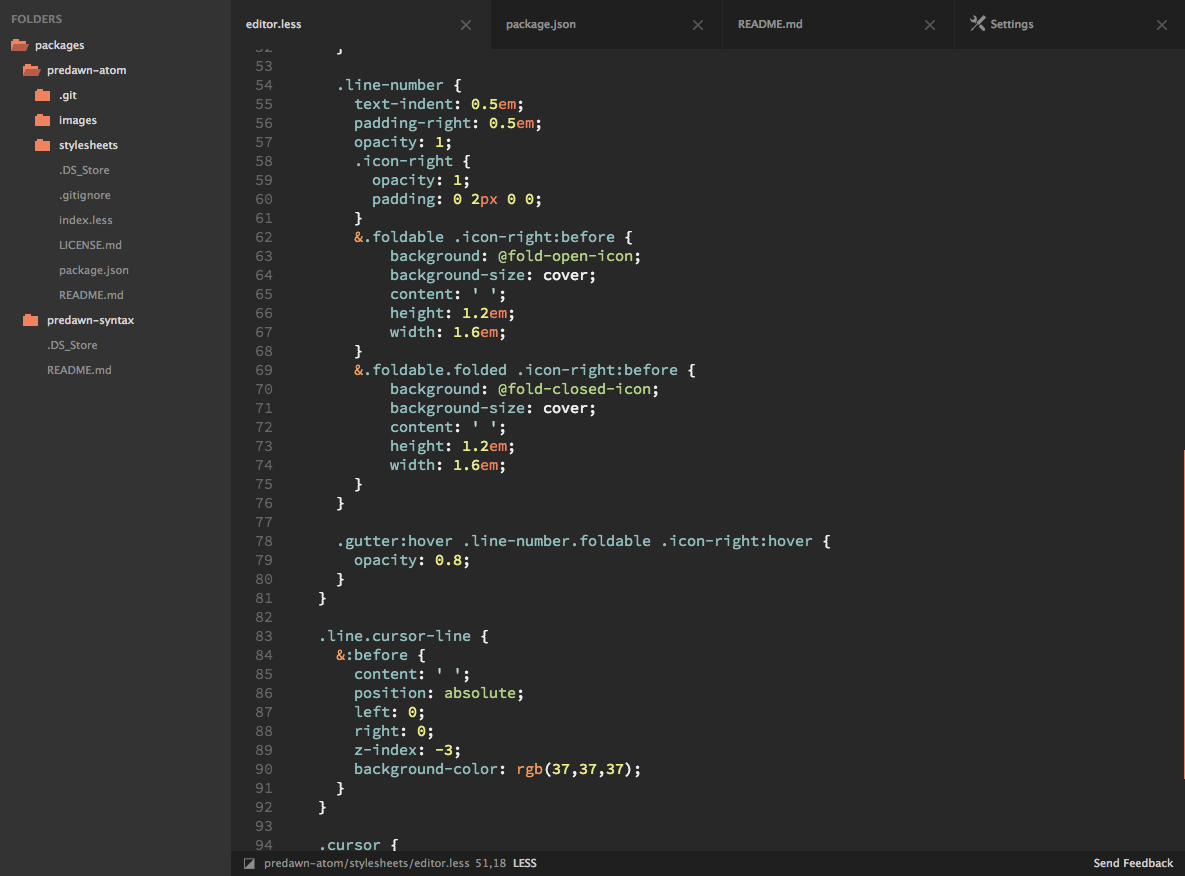 FOLDERS
packages
predawn-atom
.git
images
stylesheets
.DS_Store
.gitignore
index.less
LICENSE.md
package.json
README.md
predawn-syntax
.DS_Store
README.md
editor.less
package.json
README.md
Settings
52 }
53
54 .line-number {
55 text-indent: 0.5em;
56 padding-right: 0.5em;
57 opacity: 1;
58 .icon-right {
59 opacity: 1;
60 padding: 0 2px 0 0;
61 }
62 &.foldable .icon-right:before {
63 background: @fold-open-icon;
64 background-size: cover;
65 content: ' ';
66 height: 1.2em;
67 width: 1.6em;
68 }
69 &.foldable.folded .icon-right:before {
70 background: @fold-closed-icon;
71 background-size: cover;
72 content: ' ';
73 height: 1.2em;
74 width: 1.6em;
75 }
76 }
77
78 .gutter:hover .line-number.foldable .icon-right:hover {
79 opacity: 0.8;
80 }
81 }
82
83 .line.cursor-line {
84 &:before {
85 content: ' ';
86 position: absolute;
87 left: 0;
88 right: 0;
89 z-index: -3;
90 background-color: rgb(37,37,37);
91 }
92 }
93
94 .cursor {
predawn-atom/stylesheets/editor.less 51,18 LESS
Send Feedback